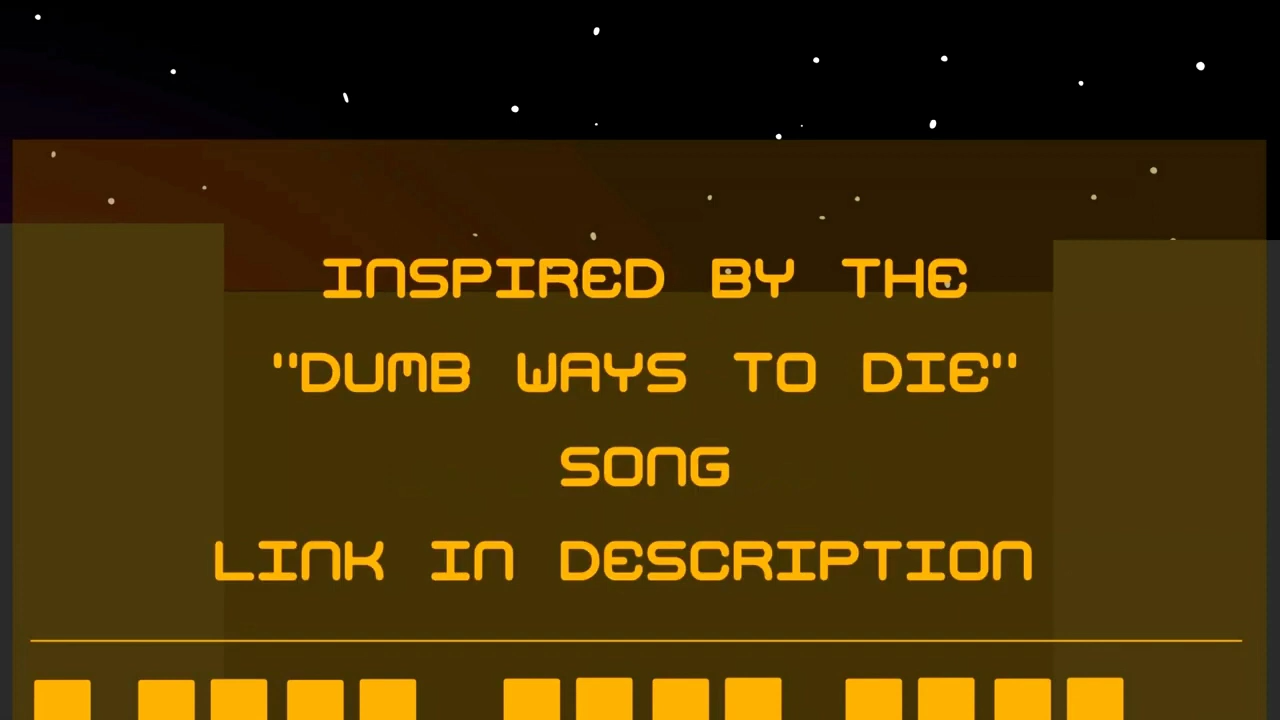 INSPIRED BY THE
"DUMB WAYS TO DIE"
SONG
LINK IN DESCRIPTION